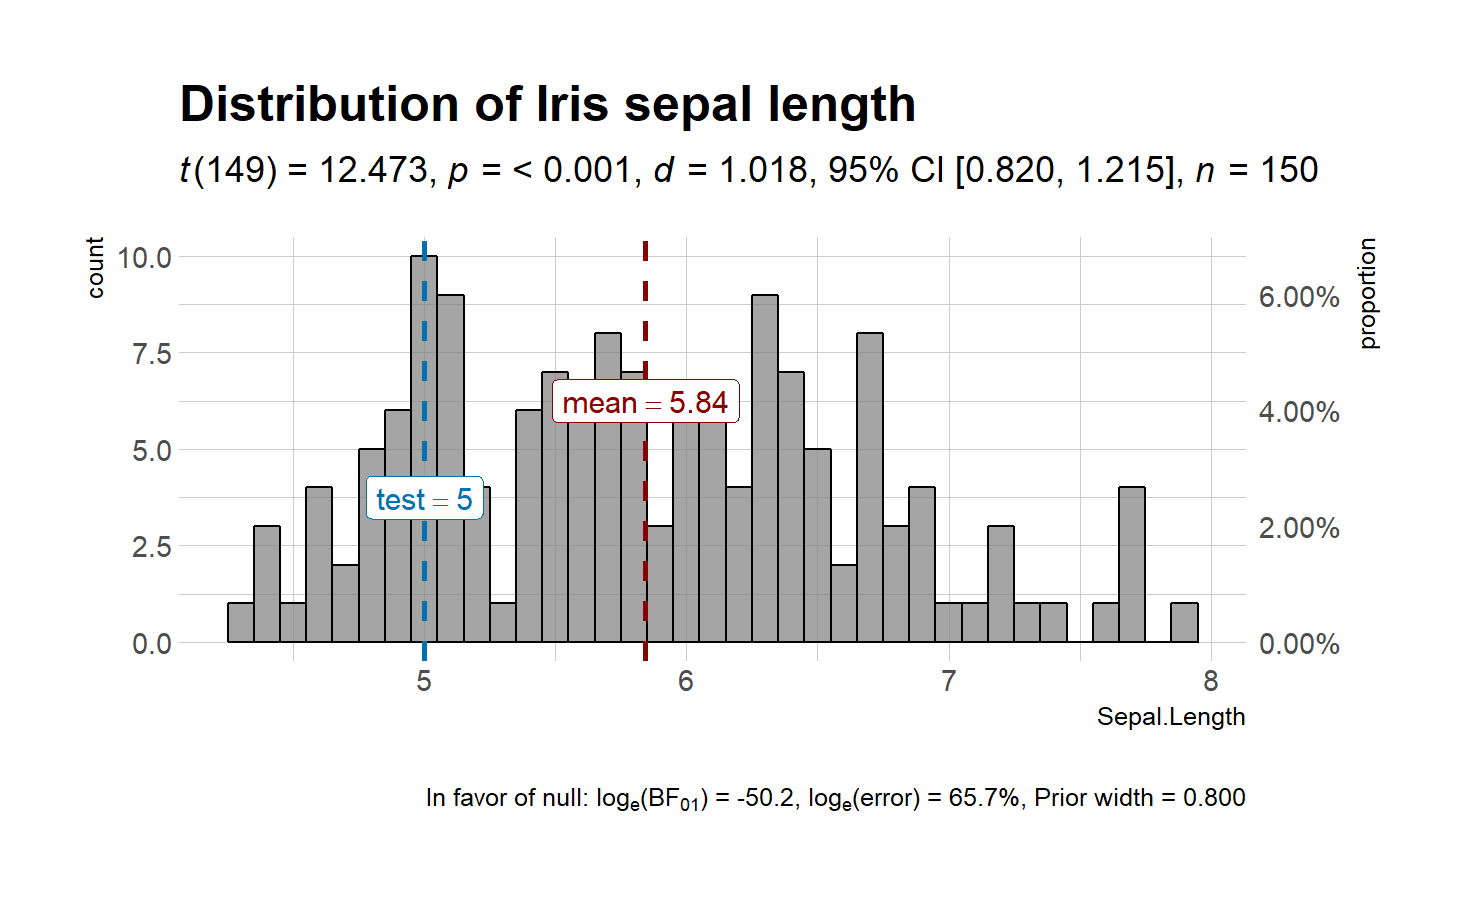 Distribution of Iris sepal length
t(149) = 12.473, p = < 0.001, d = 1.018, 95% CI [0.820, 1.215], n = 150
count
proportion
10.0
7.5
5.0
2.5
0.0
6.00%
4.00%
2.00%
0.00%
mean = 5.84
test = 5
5 6 7 8
Sepal.Length
In favor of null: logₑ(BF₀₁) = -50.2, logₑ(error) = 65.7%, Prior width = 0.800